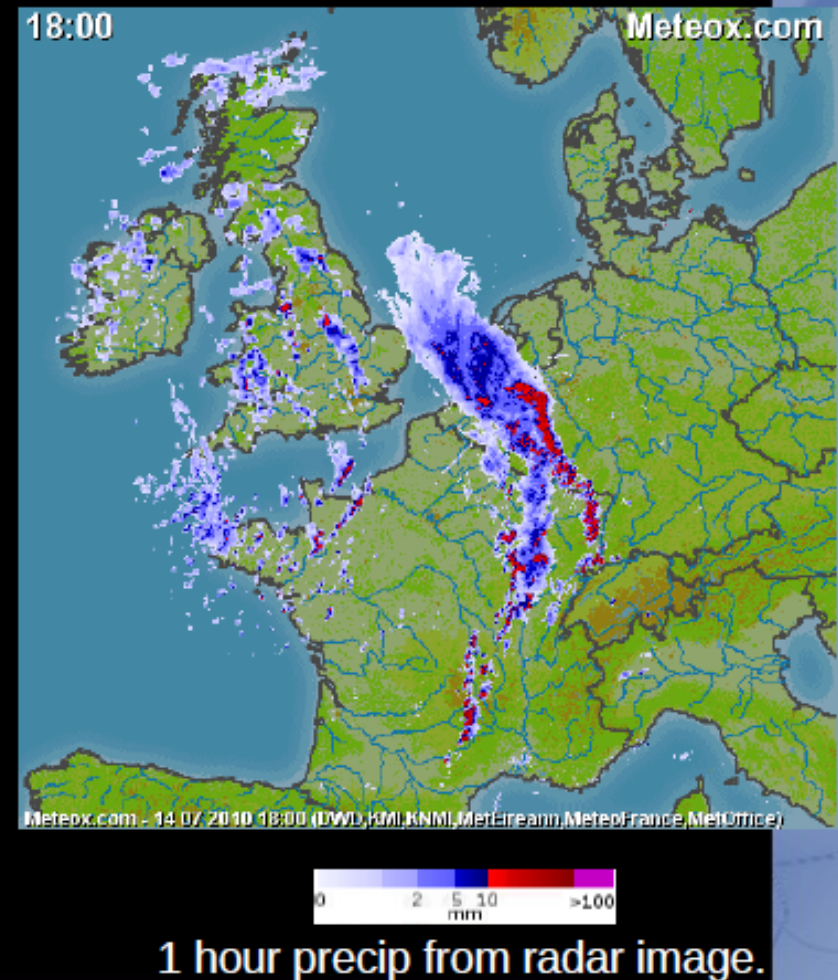 18:00 Meteox.com
Meteox.com - 14 07 2010 18:00 (DWD,KMI,KNMI,MetEireann,MeteoFrance,MetOffice)
0 2 5 10 >100
mm
1 hour precip from radar image.